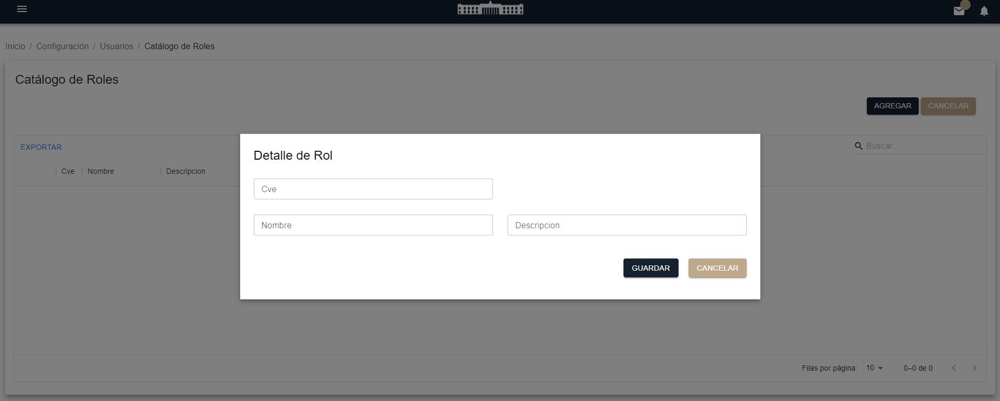 Inicio / Configuración / Usuarios / Catálogo de Roles
Catálogo de Roles
AGREGAR CANCELAR
EXPORTAR
Buscar...
Cve Nombre Descripcion
Detalle de Rol
Cve
Nombre Descripcion
GUARDAR CANCELAR
Filas por página: 10 0–0 de 0